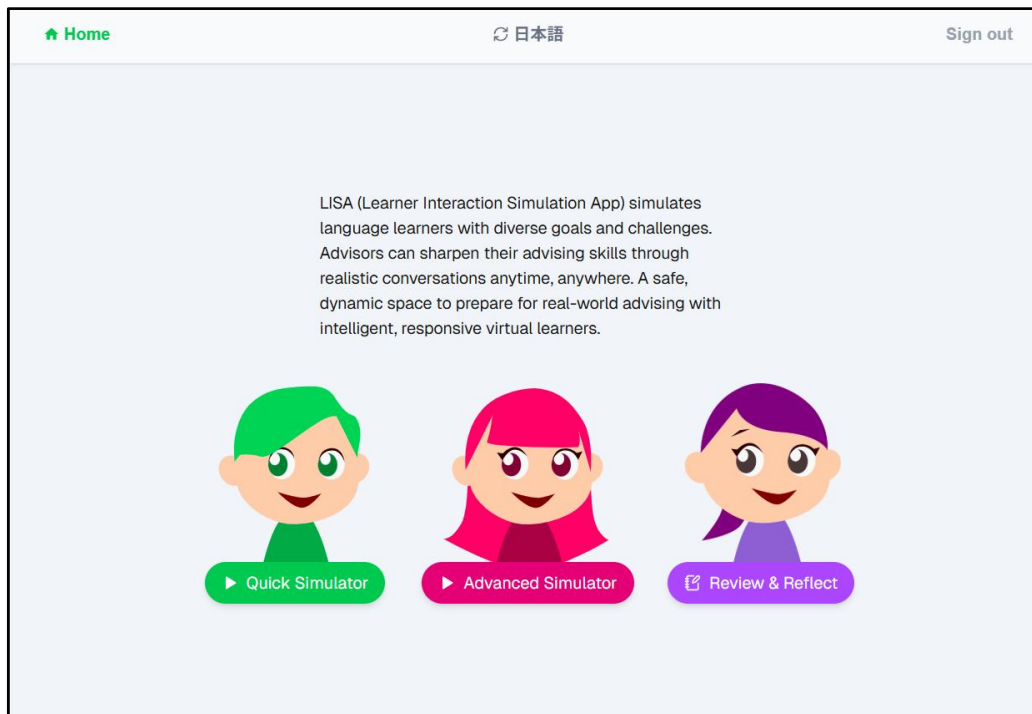 Home
日本語
Sign out
LISA (Learner Interaction Simulation App) simulates
language learners with diverse goals and challenges.
Advisors can sharpen their advising skills through
realistic conversations anytime, anywhere. A safe,
dynamic space to prepare for real-world advising with
intelligent, responsive virtual learners.
Quick Simulator
Advanced Simulator
Review & Reflect